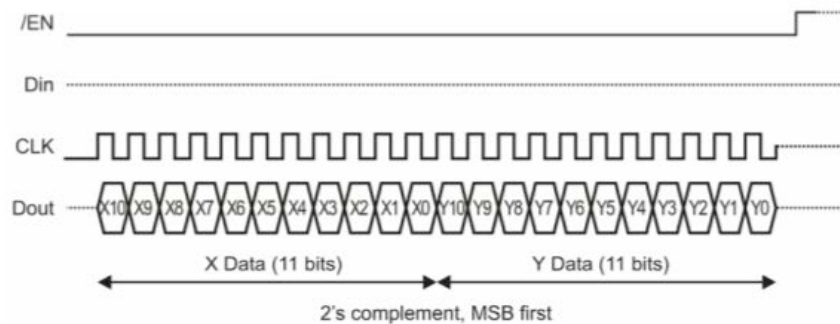 /EN
Din
CLK
Dout X10 X9 X8 X7 X6 X5 X4 X3 X2 X1 X0 Y10 Y9 Y8 Y7 Y6 Y5 Y4 Y3 Y2 Y1 Y0
X Data (11 bits) Y Data (11 bits)
2's complement, MSB first